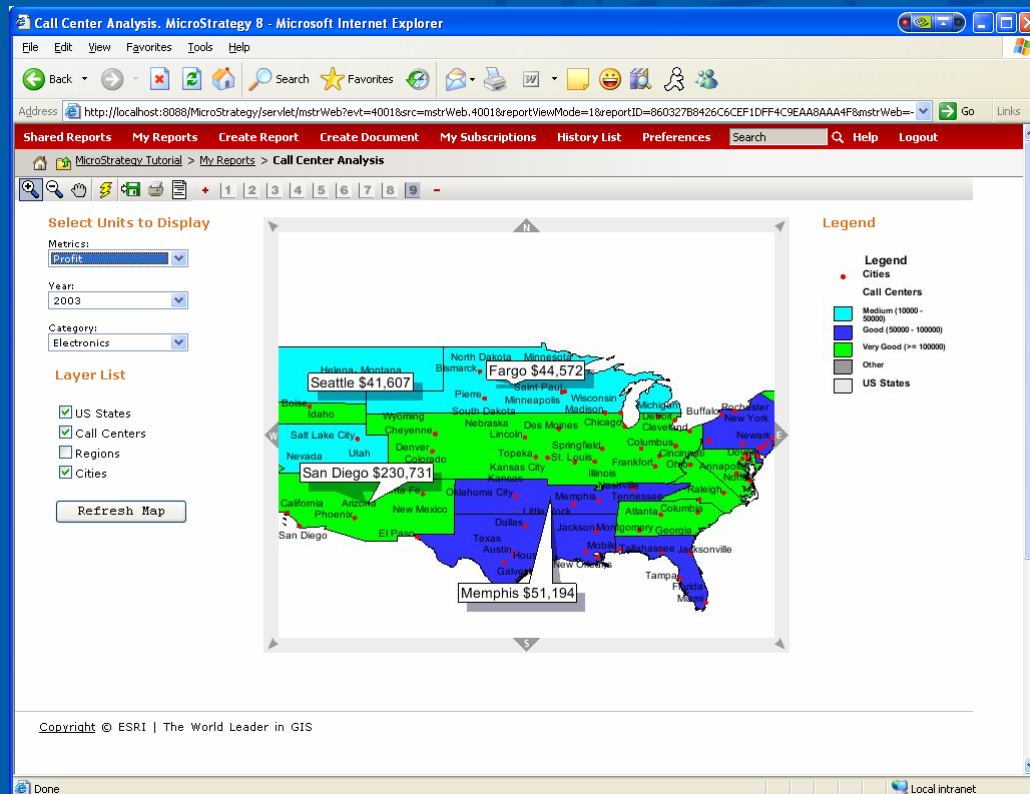 Call Center Analysis. MicroStrategy 8 - Microsoft Internet Explorer
File Edit View Favorites Tools Help
Back Search Favorites
Address http://localhost:8088/MicroStrategy/servlet/mstrWeb?evt=4001&src=mstrWeb.4001&reportViewMode=1&reportID=860327B8426C6CEF1DFF4C9EAA8AAA4F&mstrWeb=- Go Links
Shared Reports My Reports Create Report Create Document My Subscriptions History List Preferences Search Help Logout
MicroStrategy Tutorial > My Reports > Call Center Analysis
+ 1 2 3 4 5 6 7 8 9 -
Select Units to Display
Metrics:
Profit
Year:
2003
Category:
Electronics
Layer List
US States
Call Centers
Regions
Cities
Refresh Map
N
W
E
S
North Dakota Minnesota
Helena Montana Bismarck
Fargo $44,572
Seattle $41,607
Saint Paul
Boise
Idaho
Pierre
Minneapolis
Wisconsin
Madison
Michigan
Detroit
Buffalo
Rochester
New York
Wyoming
South Dakota
Nebraska
Des Moines
Chicago
Cleveland
Cheyenne
Lincoln
Salt Lake City
Newark
Nevada
Utah
Denver
Colorado
Topeka
Springfield
St. Louis
Columbus
Cincinnati
Kansas City
Kansas
Illinois
Frankfort
Ohio
Annapolis
San Diego $230,731
Nashville
Oklahoma City
Memphis
Tennessee
Raleigh
California
Arizona
Phoenix
New Mexico
Atlanta
Columbia
San Diego
El Paso
Dallas
Jackson
Montgomery
Georgia
Texas
Austin
Mobile
Tallahassee
Jacksonville
New Orleans
Tampa
Florida
Miami
Memphis $51,194
Legend
Legend
Cities
Call Centers
Medium (10000 -
50000)
Good (50000 - 100000)
Very Good (>= 100000)
Other
US States
Copyright © ESRI | The World Leader in GIS
Done
Local intranet